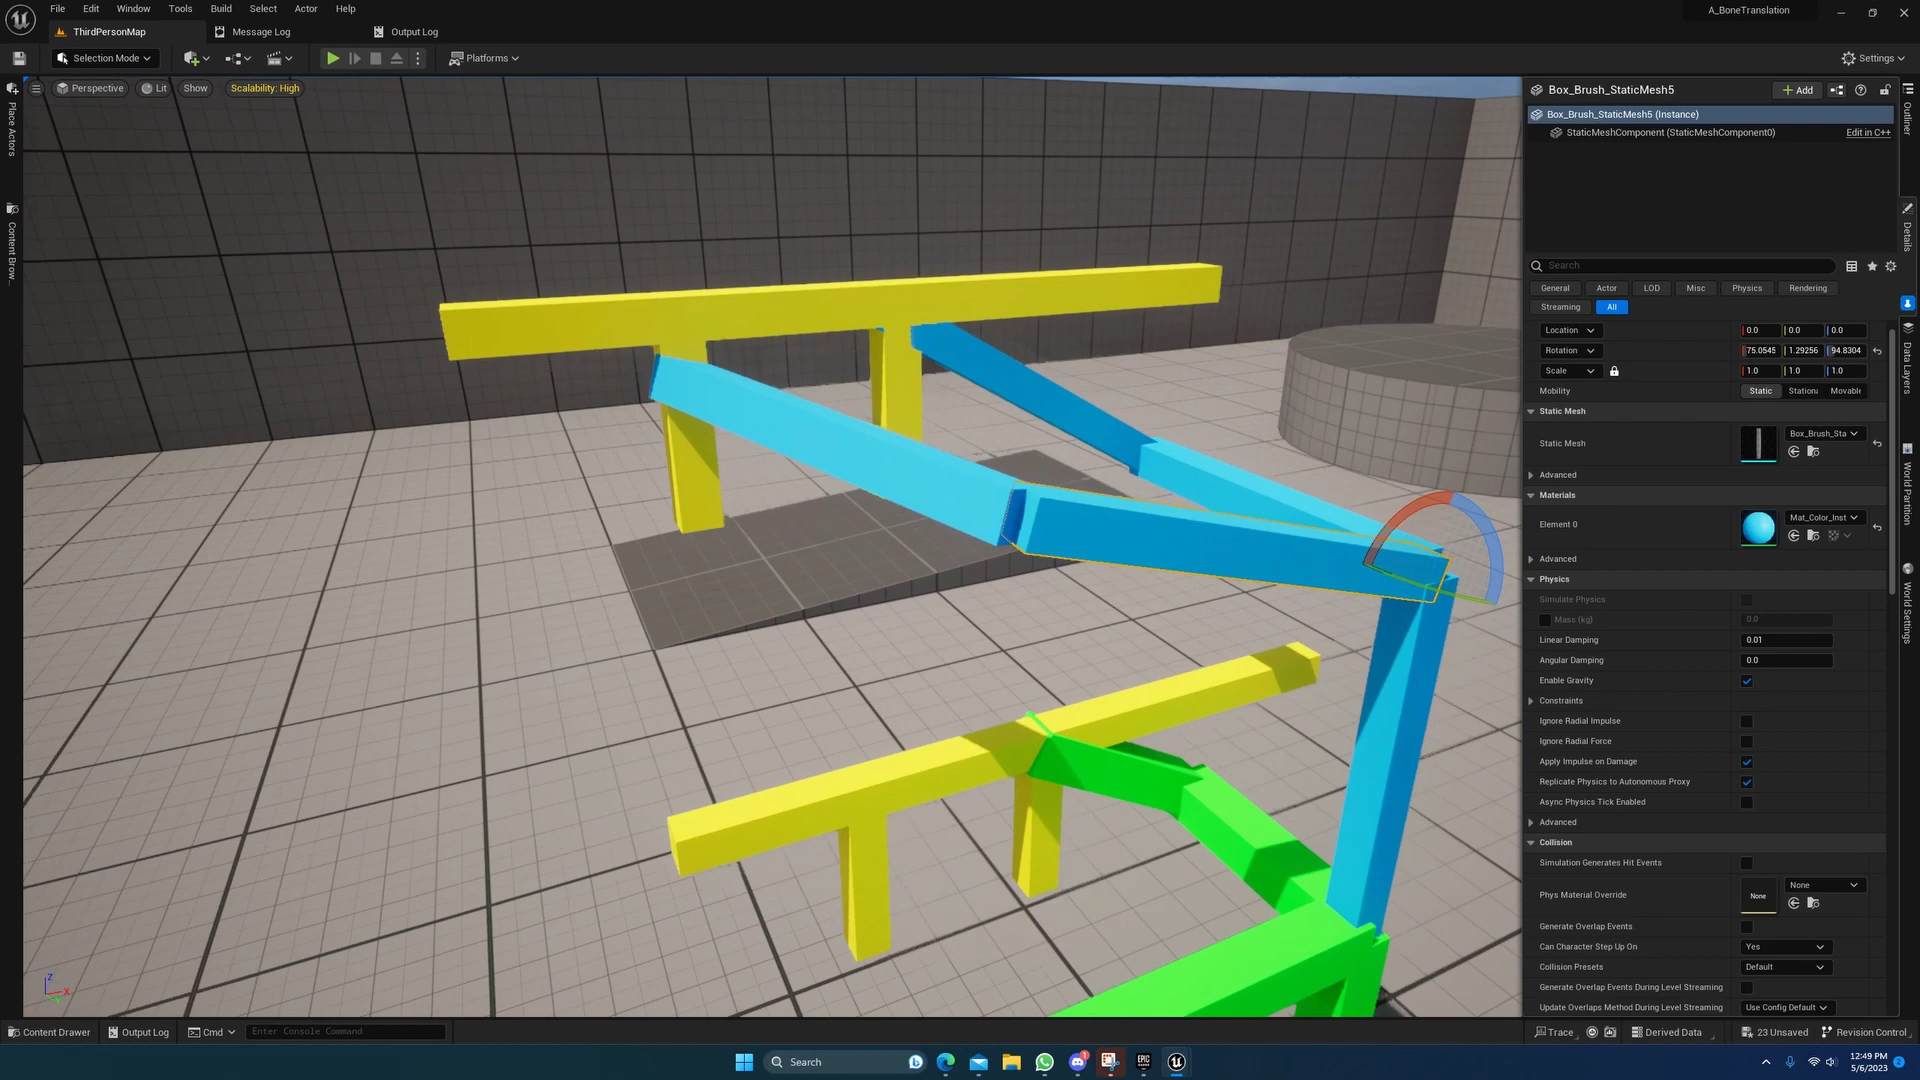 File Edit Window Tools Build Select Actor Help
A_BoneTranslation
ThirdPersonMap
Message Log
Output Log
Selection Mode
Platforms
Settings
Place Actors
Content Brow...
Perspective
Lit
Show
Scalability: High
Z
X
Y
Box_Brush_StaticMesh5
Add
Box_Brush_StaticMesh5 (Instance)
StaticMeshComponent (StaticMeshComponent0)
Edit in C++
Search
General Actor LOD Misc Physics Rendering
Streaming All
Location 0.0 0.0 0.0
Rotation 75.0545 1.29256 94.8304
Scale 1.0 1.0 1.0
Mobility Static Station Movable
Static Mesh
Static Mesh Box_Brush_Sta
Advanced
Materials
Element 0 Mat_Color_Inst
Advanced
Physics
Simulate Physics
Mass (kg) 0.0
Linear Damping 0.01
Angular Damping 0.0
Enable Gravity
Constraints
Ignore Radial Impulse
Ignore Radial Force
Apply Impulse on Damage
Replicate Physics to Autonomous Proxy
Async Physics Tick Enabled
Advanced
Collision
Simulation Generates Hit Events
Phys Material Override None None
Generate Overlap Events
Can Character Step Up On Yes
Collision Presets Default
Generate Overlap Events During Level Streaming
Update Overlaps Method During Level Streaming Use Config Default
Outliner
Details
Data Layers
World Partition
World Settings
Content Drawer
Output Log
Cmd
Enter Console Command
Trace
Derived Data
23 Unsaved
Revision Control
Search
1
EPIC
12:49 PM
5/6/2023
2